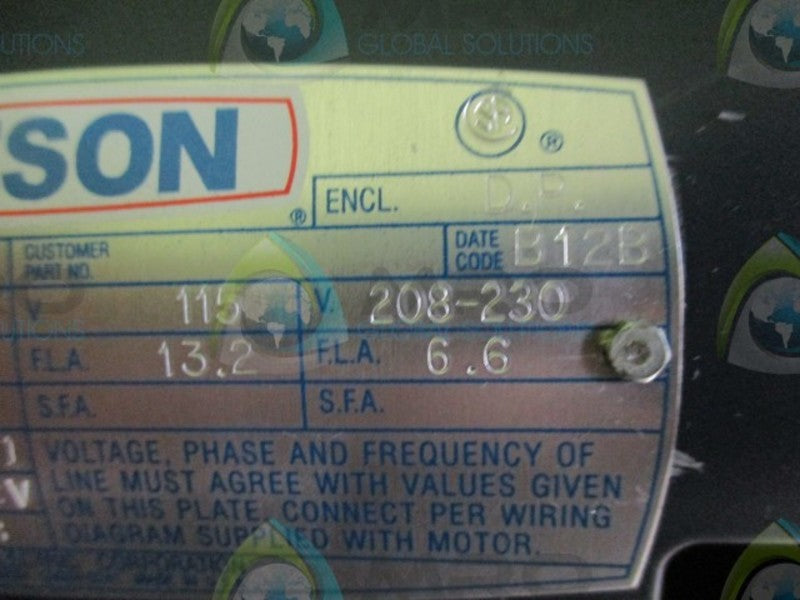 UTIONS
GLOBAL SOLUTIONS
SON ®
®
ENCL. D.P.
CUSTOMER PART NO.
DATE CODE B12B
V 115 V. 208-230
F.L.A. 13.2 F.L.A. 6.6
S.F.A. S.F.A.
VOLTAGE, PHASE AND FREQUENCY OF
LINE MUST AGREE WITH VALUES GIVEN
ON THIS PLATE, CONNECT PER WIRING
DIAGRAM SUPPLIED WITH MOTOR.
CORPORATION